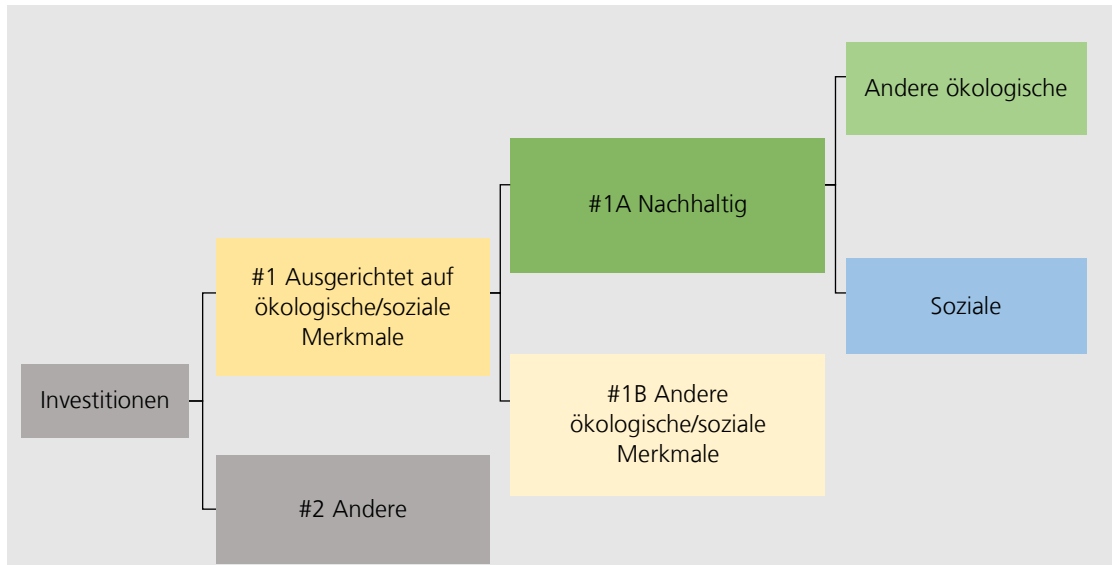 Investitionen
#1 Ausgerichtet auf
ökologische/soziale
Merkmale
#2 Andere
#1A Nachhaltig
#1B Andere
ökologische/soziale
Merkmale
Andere ökologische
Soziale